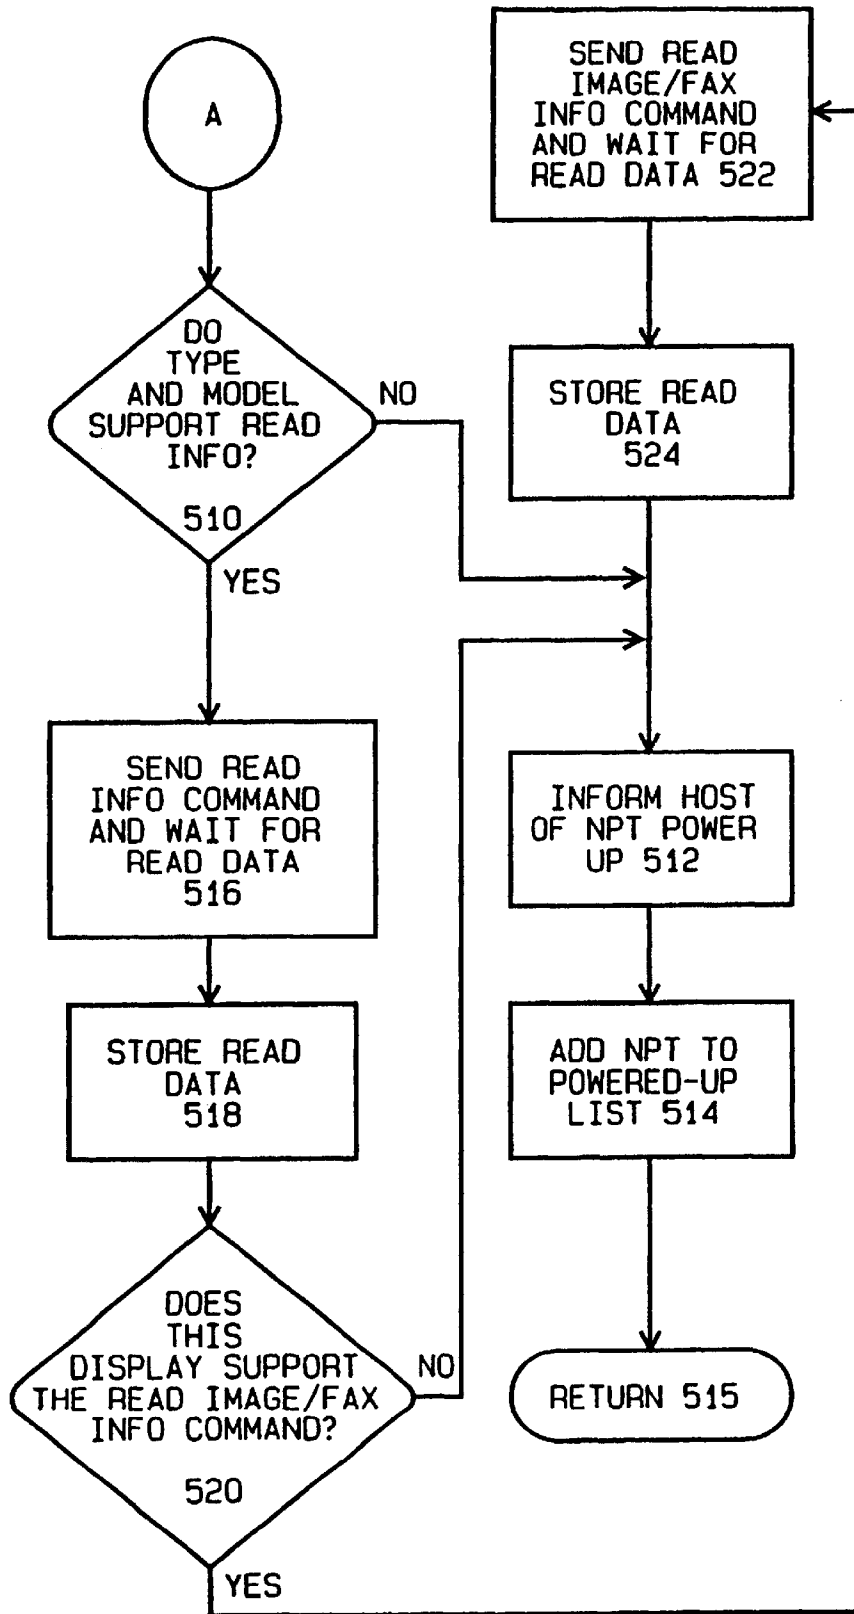 A
DO
TYPE
AND MODEL
SUPPORT READ
INFO?
510
NO
YES
SEND READ
INFO COMMAND
AND WAIT FOR
READ DATA
516
STORE READ
DATA
518
DOES
THIS
DISPLAY SUPPORT
THE READ IMAGE/FAX
INFO COMMAND?
520
NO
YES
SEND READ
IMAGE/FAX
INFO COMMAND
AND WAIT FOR
READ DATA 522
STORE READ
DATA
524
INFORM HOST
OF NPT POWER
UP 512
ADD NPT TO
POWERED-UP
LIST 514
RETURN 515